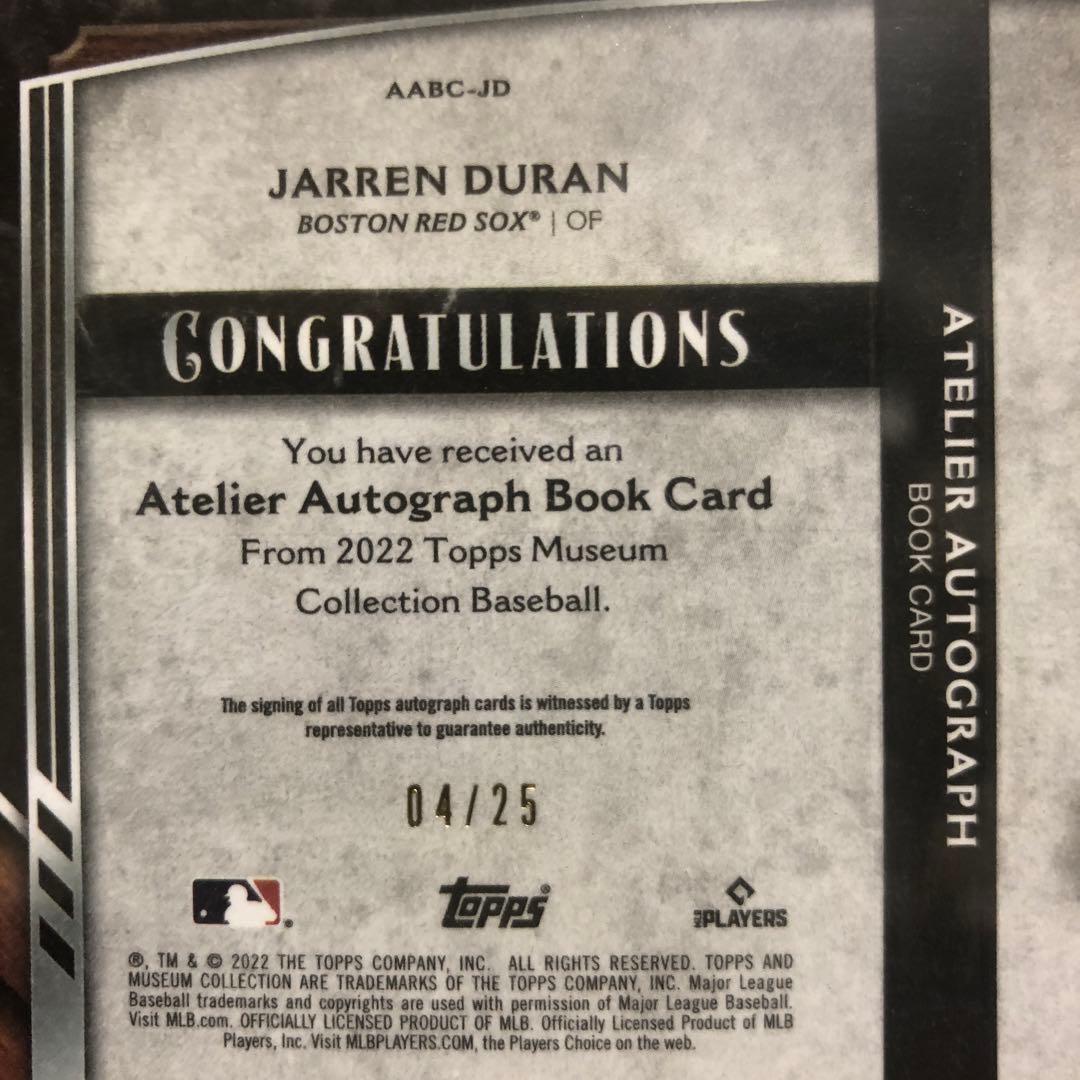 AABC-JD
JARREN DURAN
BOSTON RED SOX® | OF
CONGRATULATIONS
You have received an
Atelier Autograph Book Card
From 2022 Topps Museum
Collection Baseball.
The signing of all Topps autograph cards is witnessed by a Topps
representative to guarantee authenticity.
04/25
topps®
MLB PLAYERS
®, TM & © 2022 THE TOPPS COMPANY, INC. ALL RIGHTS RESERVED. TOPPS AND
MUSEUM COLLECTION ARE TRADEMARKS OF THE TOPPS COMPANY, INC. Major League
Baseball trademarks and copyrights are used with permission of Major League Baseball.
Visit MLB.com. OFFICIALLY LICENSED PRODUCT OF MLB. Officially Licensed Product of MLB
Players, Inc. Visit MLBPLAYERS.COM, the Players Choice on the web.
ATELIER AUTOGRAPH
BOOK CARD